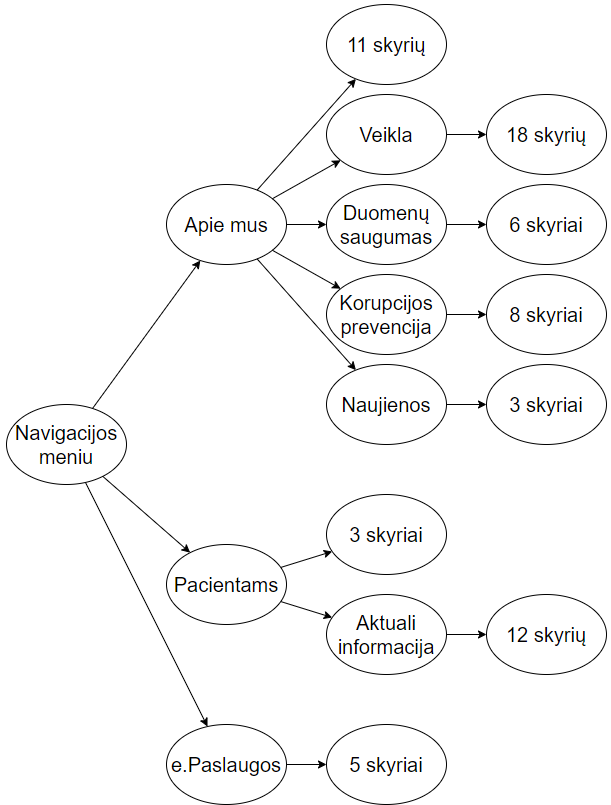 11 skyrių
Veikla
18 skyrių
Apie mus
Duomenų
saugumas
6 skyriai
Korupcijos
prevencija
8 skyriai
Naujienos
3 skyriai
Navigacijos
meniu
3 skyriai
Pacientams
Aktuali
informacija
12 skyrių
e.Paslaugos
5 skyriai